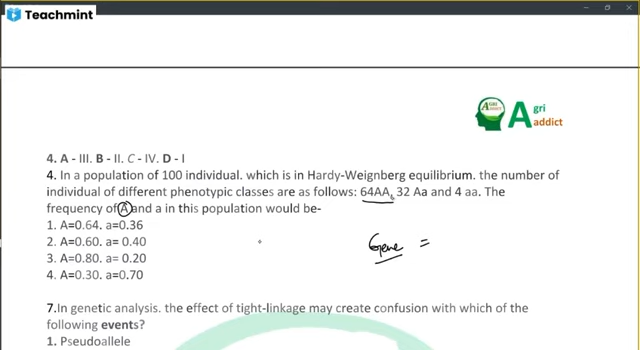 Teachmint
AGRI
addict
A gri
addict
4. A - III. B - II. C - IV. D - I
4. In a population of 100 individual. which is in Hardy-Weignberg equilibrium. the number of
individual of different phenotypic classes are as follows: 64AA, 32 Aa and 4 aa. The
frequency of A and a in this population would be-
1. A=0.64. a=0.36
2. A=0.60. a= 0.40
3. A=0.80. a= 0.20
4. A=0.30. a=0.70
Gene =
7.In genetic analysis. the effect of tight-linkage may create confusion with which of the
following events?
1. Pseudoallele